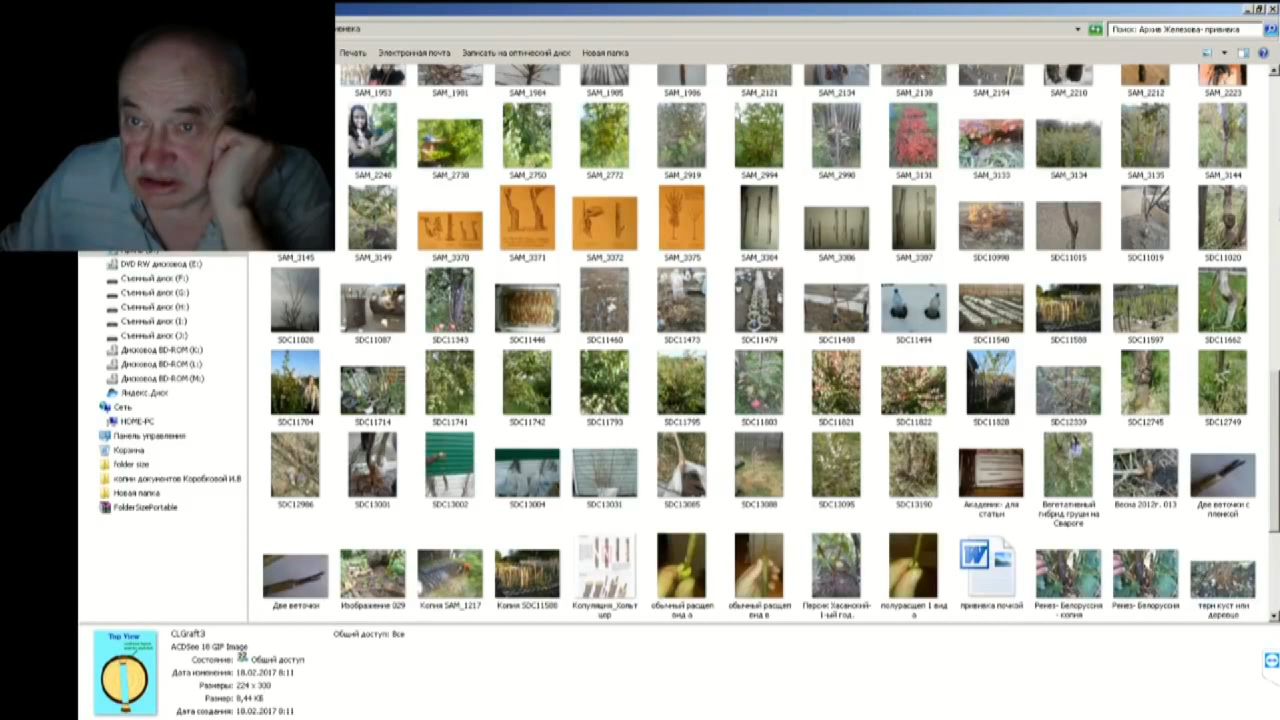 прививка
Поиск: Архив Железова- прививка
Печать Электронная почта Записать на оптический диск Новая папка
SAM_1953 SAM_1981 SAM_1984 SAM_1985 SAM_1986 SAM_2121 SAM_2134 SAM_2138 SAM_2194 SAM_2210 SAM_2212 SAM_2223
SAM_2248 SAM_2738 SAM_2750 SAM_2772 SAM_2919 SAM_2994 SAM_2998 SAM_3131 SAM_3133 SAM_3134 SAM_3135 SAM_3144
SAM_3145 SAM_3149 SAM_3370 SAM_3371 SAM_3372 SAM_3375 SAM_3384 SAM_3386 SAM_3387 SDC10998 SDC11015 SDC11019 SDC11020
SDC11028 SDC11087 SDC11343 SDC11446 SDC11460 SDC11473 SDC11479 SDC11488 SDC11494 SDC11540 SDC11588 SDC11597 SDC11662
SDC11704 SDC11714 SDC11741 SDC11742 SDC11793 SDC11795 SDC11803 SDC11821 SDC11822 SDC11828 SDC12339 SDC12745 SDC12749
SDC12986 SDC13001 SDC13002 SDC13004 SDC13031 SDC13085 SDC13088 SDC13095 SDC13190 Академик- для статьи Вегетативный гибрид груши на Свароге Весна 2012г. 013 Две веточки с пленкой
Две веточки Изображение 029 Копия SAM_1217 Копия SDC11588 Копуляция_Хольтцер обычный расщеп вид а обычный расщеп вид в Персик Хасанский- 1-ый год. полурасщеп 1 вид а прививка почкой Ренез- Белоруссия - копия Ренез- Белоруссия терн куст или деревце
DVD RW дисковод (E:)
Съемный диск (F:)
Съемный диск (G:)
Съемный диск (H:)
Съемный диск (I:)
Съемный диск (J:)
Дисковод BD-ROM (K:)
Дисковод BD-ROM (L:)
Дисковод BD-ROM (M:)
Яндекс.Диск
Сеть
HOME-PC
Панель управления
Корзина
folder size
копии документов Коробковой И.В
Новая папка
FolderSizePortable
Top View
CLGraft3
ACDSee 18 GIF Image
Состояние: Общий доступ
Дата изменения: 18.02.2017 8:11
Размеры: 224 x 300
Размер: 8,44 КБ
Дата создания: 18.02.2017 8:11
Общий доступ: Все